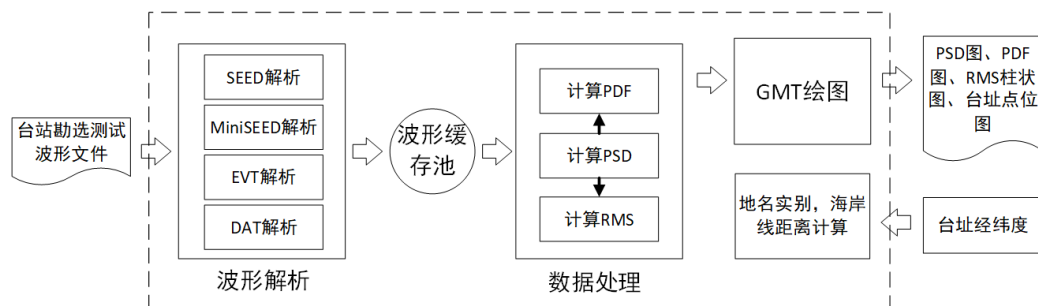 台站勘选测试
波形文件
SEED解析
MiniSEED解析
EVT解析
DAT解析
波形解析
波形缓
存池
计算PDF
计算PSD
计算RMS
数据处理
GMT绘图
地名实别，海岸
线距离计算
PSD图、PDF
图、RMS柱状
图、台址点位
图
台址经纬度